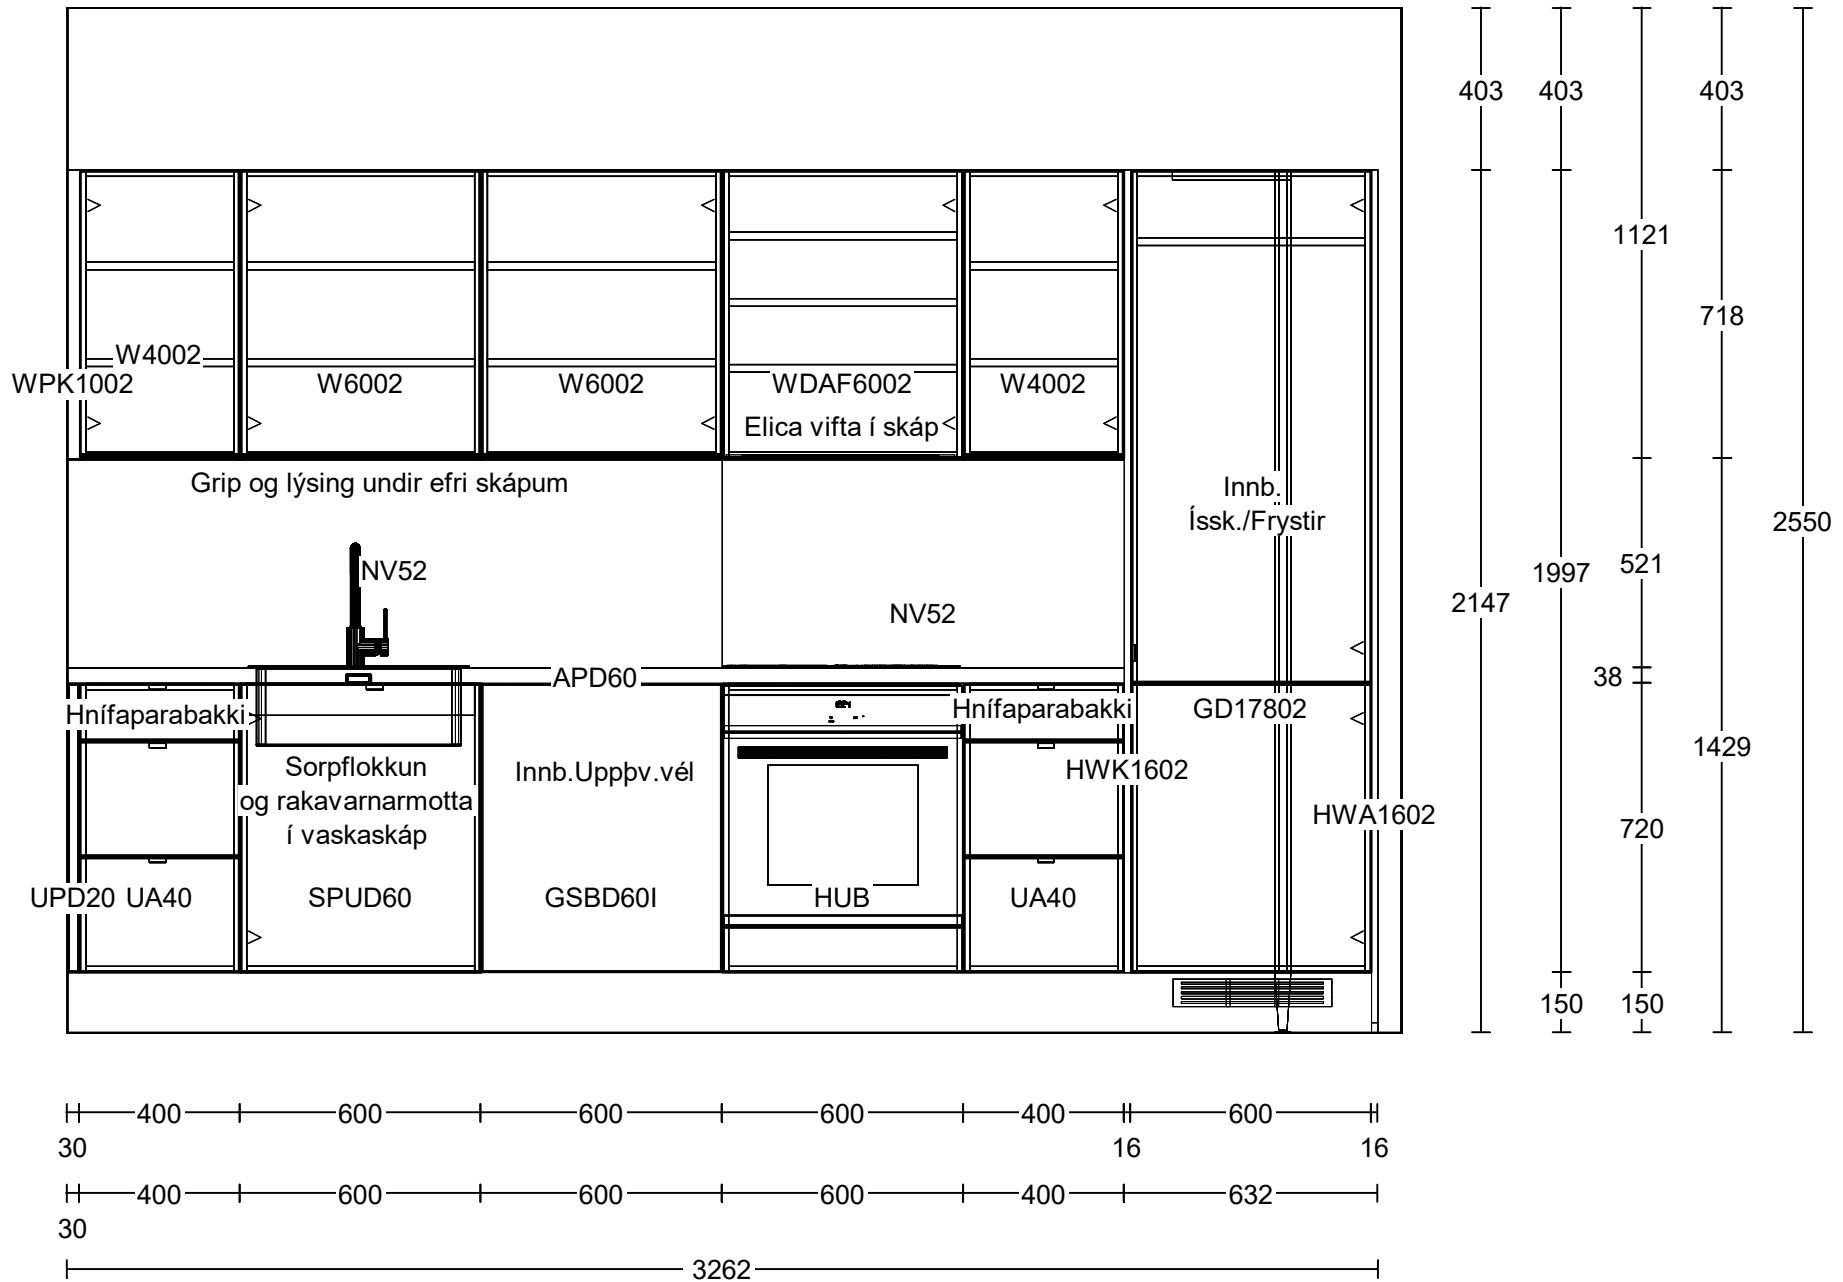 403
403
403
1121
718
W4002
WPK1002
W6002
W6002
WDAF6002
W4002
Elica vifta í skáp
Grip og lýsing undir efri skápum
Innb.
Íssk./Frystir
2550
NV52
521
1997
2147
NV52
APD60
38
Hnífaparabakki
Hnífaparabakki
GD17802
1429
Sorpflokkun
og rakavarnarmotta
í vaskaskáp
Innb.Uppþv.vél
HWK1602
HWA1602
720
UPD20
UA40
SPUD60
GSBD60I
HUB
UA40
150
150
400
600
600
600
400
600
30
16
16
400
600
600
600
400
632
30
3262